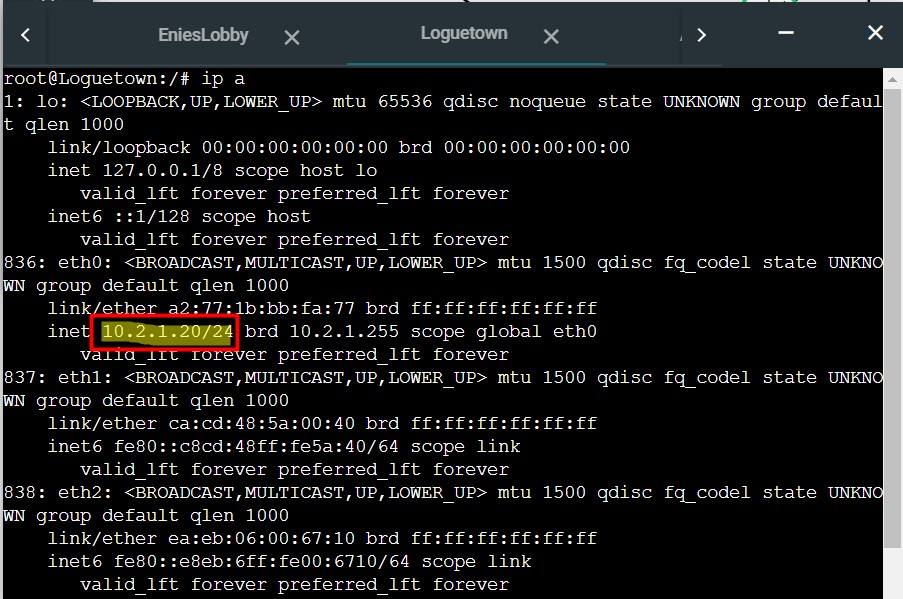 EniesLobby
Loguetown
root@Loguetown:/# ip a
1: lo: <LOOPBACK,UP,LOWER_UP> mtu 65536 qdisc noqueue state UNKNOWN group defaul
t qlen 1000
    link/loopback 00:00:00:00:00:00 brd 00:00:00:00:00:00
    inet 127.0.0.1/8 scope host lo
       valid_lft forever preferred_lft forever
    inet6 ::1/128 scope host
       valid_lft forever preferred_lft forever
836: eth0: <BROADCAST,MULTICAST,UP,LOWER_UP> mtu 1500 qdisc fq_codel state UNKNO
WN group default qlen 1000
    link/ether a2:77:1b:bb:fa:77 brd ff:ff:ff:ff:ff:ff
    inet 10.2.1.20/24 brd 10.2.1.255 scope global eth0
       valid_lft forever preferred_lft forever
837: eth1: <BROADCAST,MULTICAST,UP,LOWER_UP> mtu 1500 qdisc fq_codel state UNKNO
WN group default qlen 1000
    link/ether ca:cd:48:5a:00:40 brd ff:ff:ff:ff:ff:ff
    inet6 fe80::c8cd:48ff:fe5a:40/64 scope link
       valid_lft forever preferred_lft forever
838: eth2: <BROADCAST,MULTICAST,UP,LOWER_UP> mtu 1500 qdisc fq_codel state UNKNO
WN group default qlen 1000
    link/ether ea:eb:06:00:67:10 brd ff:ff:ff:ff:ff:ff
    inet6 fe80::e8eb:6ff:fe00:6710/64 scope link
       valid_lft forever preferred_lft forever